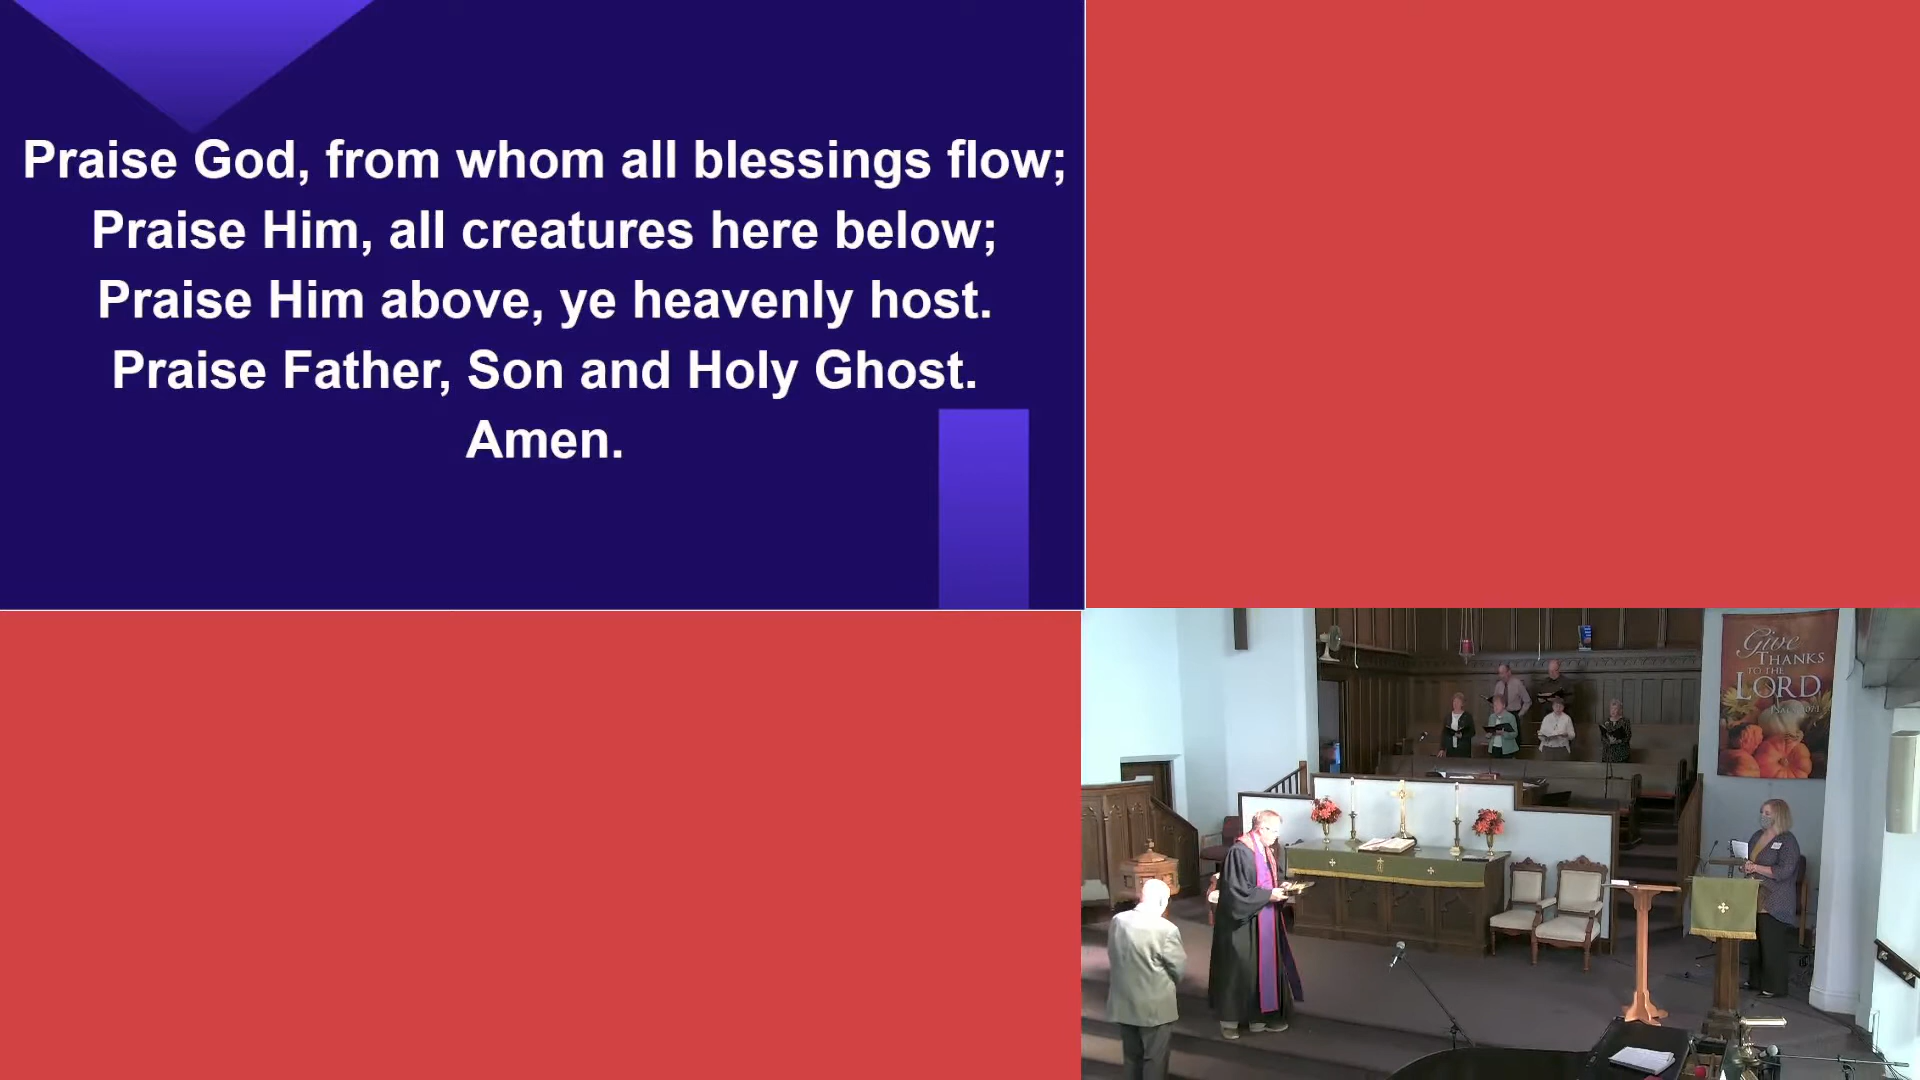 Praise God, from whom all blessings flow;
Praise Him, all creatures here below;
Praise Him above, ye heavenly host.
Praise Father, Son and Holy Ghost.
Amen.
Give
THANKS
TO THE
LORD